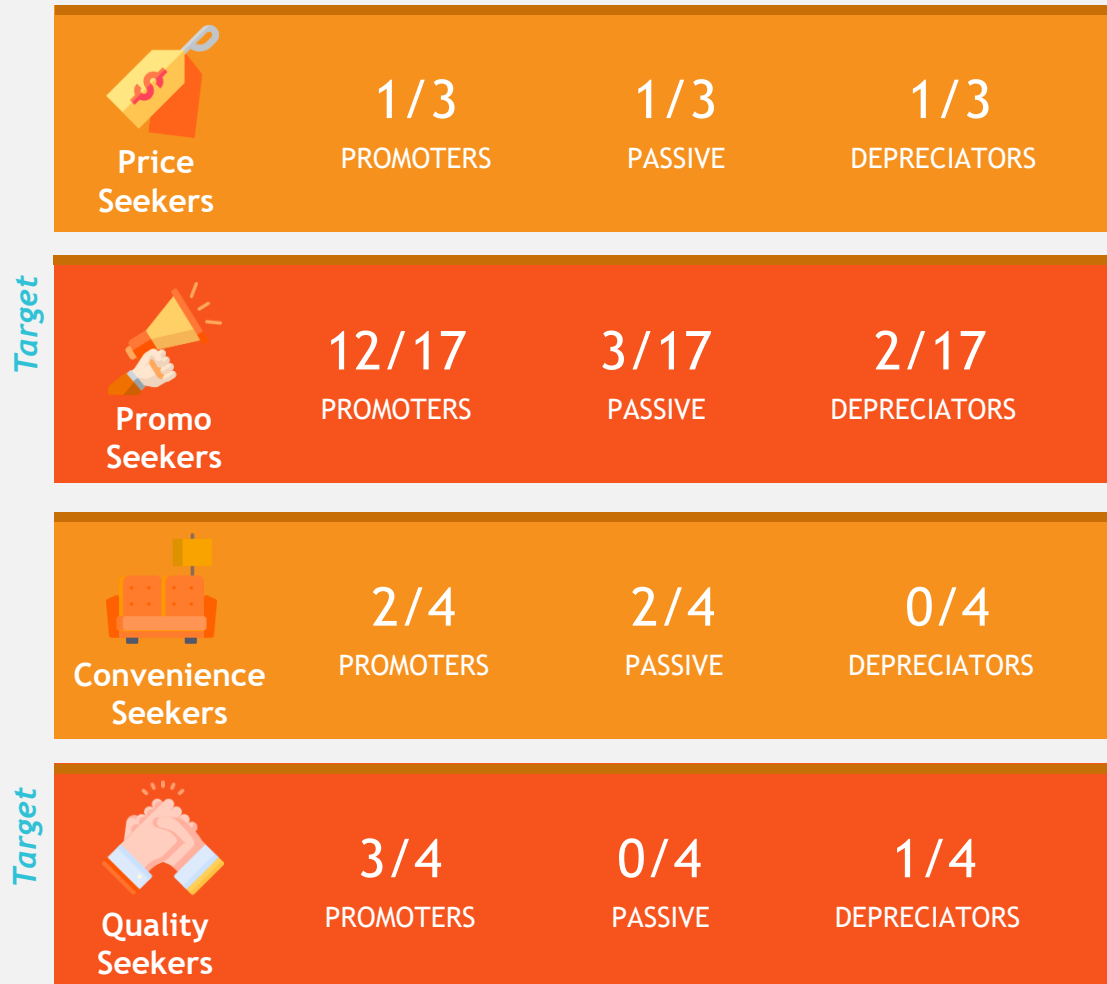 1/3 1/3 1/3
PROMOTERS PASSIVE DEPRECIATORS
Price
Seekers
Target
12/17 3/17 2/17
PROMOTERS PASSIVE DEPRECIATORS
Promo
Seekers
2/4 2/4 0/4
PROMOTERS PASSIVE DEPRECIATORS
Convenience
Seekers
Target
3/4 0/4 1/4
PROMOTERS PASSIVE DEPRECIATORS
Quality
Seekers